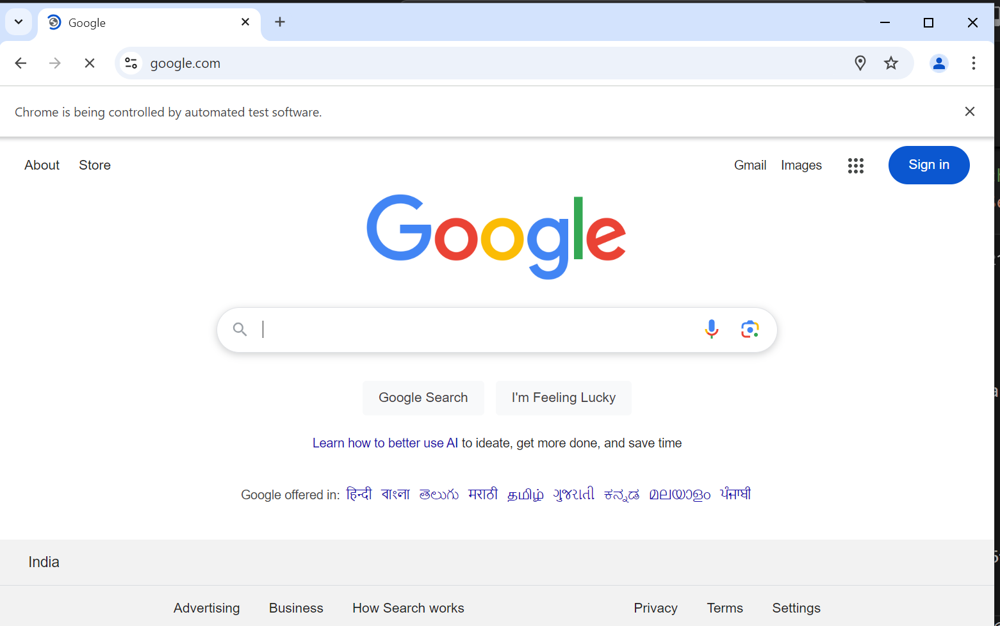 Google
google.com
Chrome is being controlled by automated test software.
About Store Gmail Images Sign in
Google
Google Search I'm Feeling Lucky
Learn how to better use AI to ideate, get more done, and save time
Google offered in: हिन्दी বাংলা తెలుగు मराठी தமிழ் ગુજરાતી ಕನ್ನಡ മലയാളം ਪੰਜਾਬੀ
India
Advertising Business How Search works Privacy Terms Settings